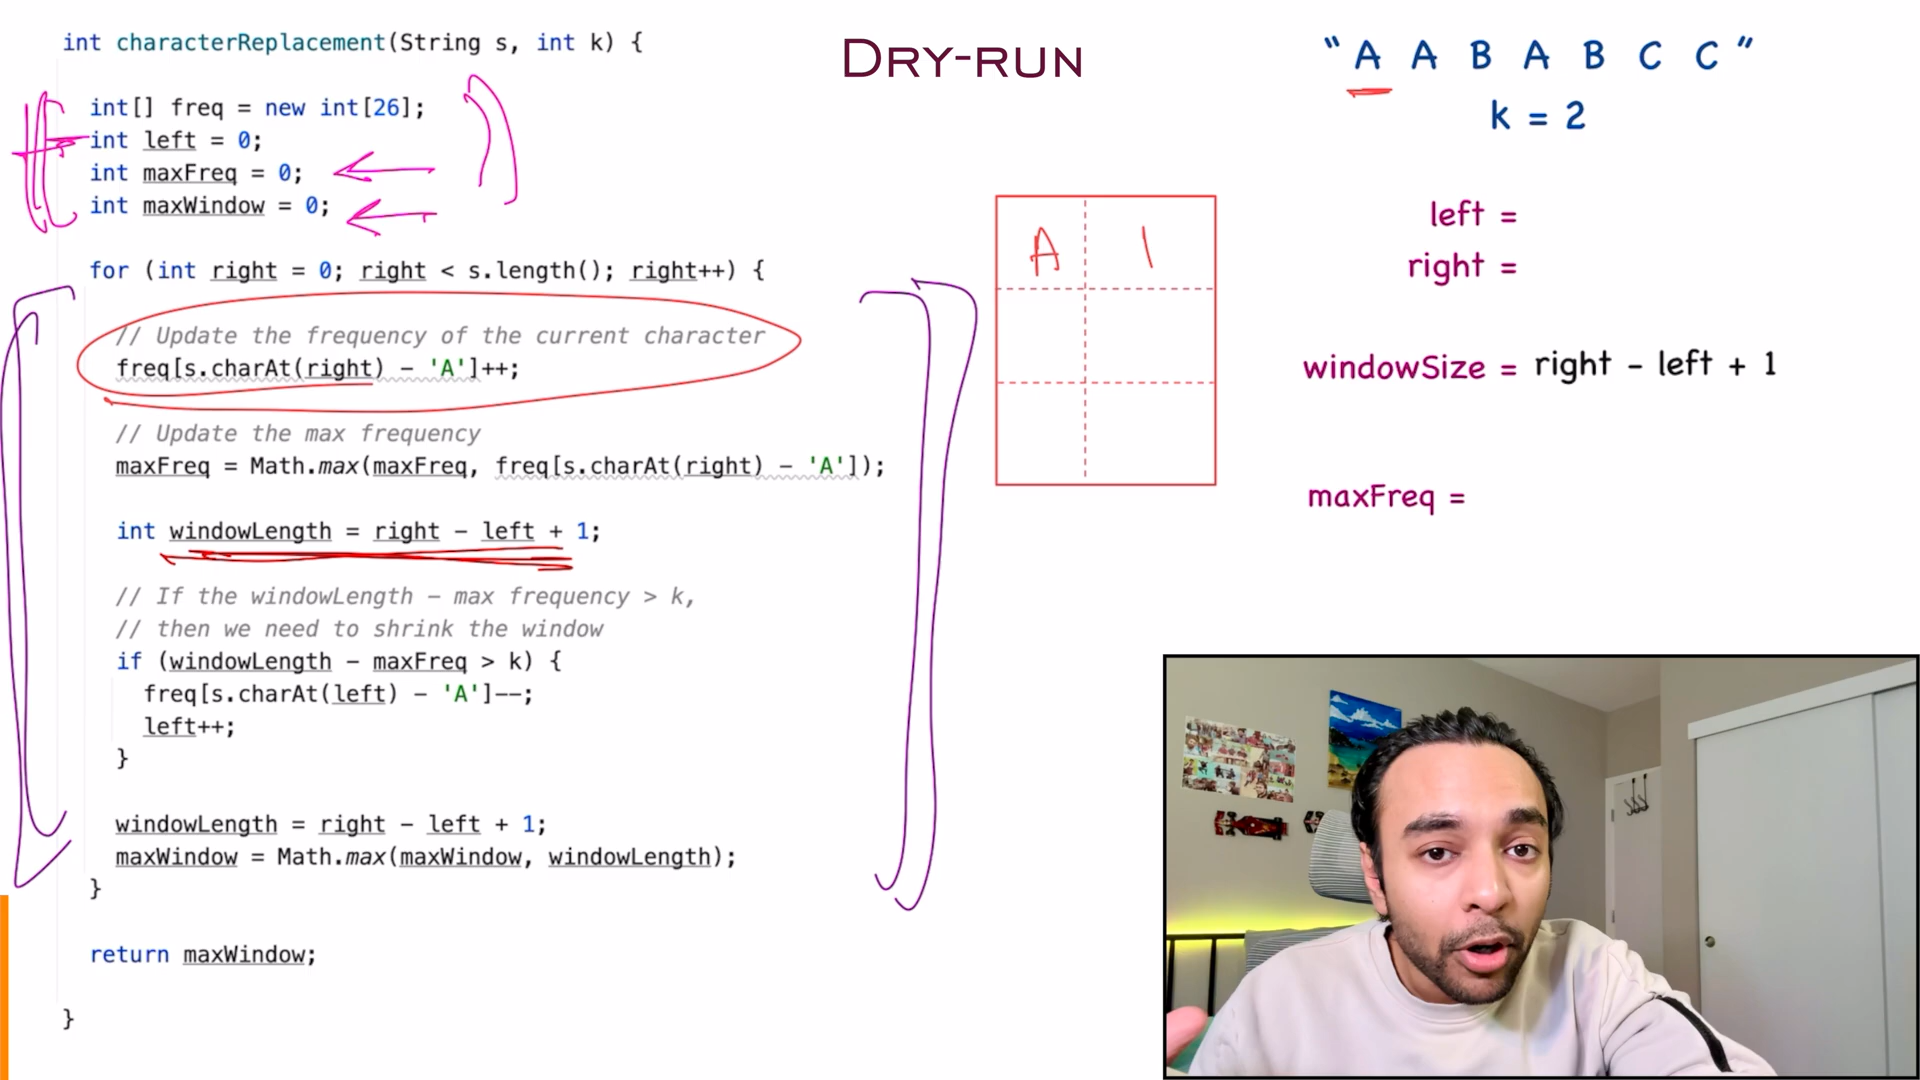 int characterReplacement(String s, int k) {
int[] freq = new int[26];
int left = 0;
int maxFreq = 0;
int maxWindow = 0;
for (int right = 0; right < s.length(); right++) {
// Update the frequency of the current character
freq[s.charAt(right) - 'A']++;
// Update the max frequency
maxFreq = Math.max(maxFreq, freq[s.charAt(right) - 'A']);
int windowLength = right - left + 1;
// If the windowLength - max frequency > k,
// then we need to shrink the window
if (windowLength - maxFreq > k) {
freq[s.charAt(left) - 'A']--;
left++;
}
windowLength = right - left + 1;
maxWindow = Math.max(maxWindow, windowLength);
}
return maxWindow;
}
DRY-RUN
"A A B A B C C"
k = 2
A 1
left =
right =
windowSize = right - left + 1
maxFreq =